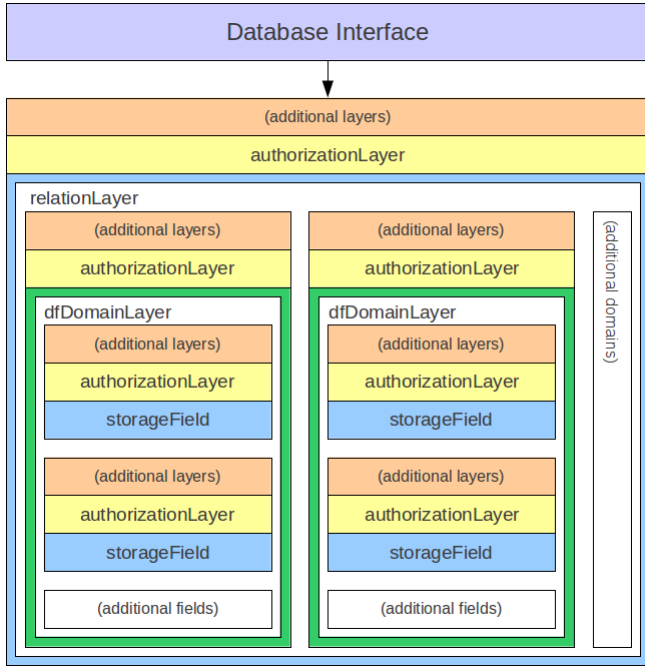 Database Interface
(additional layers)
authorizationLayer
relationLayer
(additional layers)
authorizationLayer
dfDomainLayer
(additional layers)
authorizationLayer
storageField
(additional layers)
authorizationLayer
storageField
(additional fields)
(additional layers)
authorizationLayer
dfDomainLayer
(additional layers)
authorizationLayer
storageField
(additional layers)
authorizationLayer
storageField
(additional fields)
(additional domains)